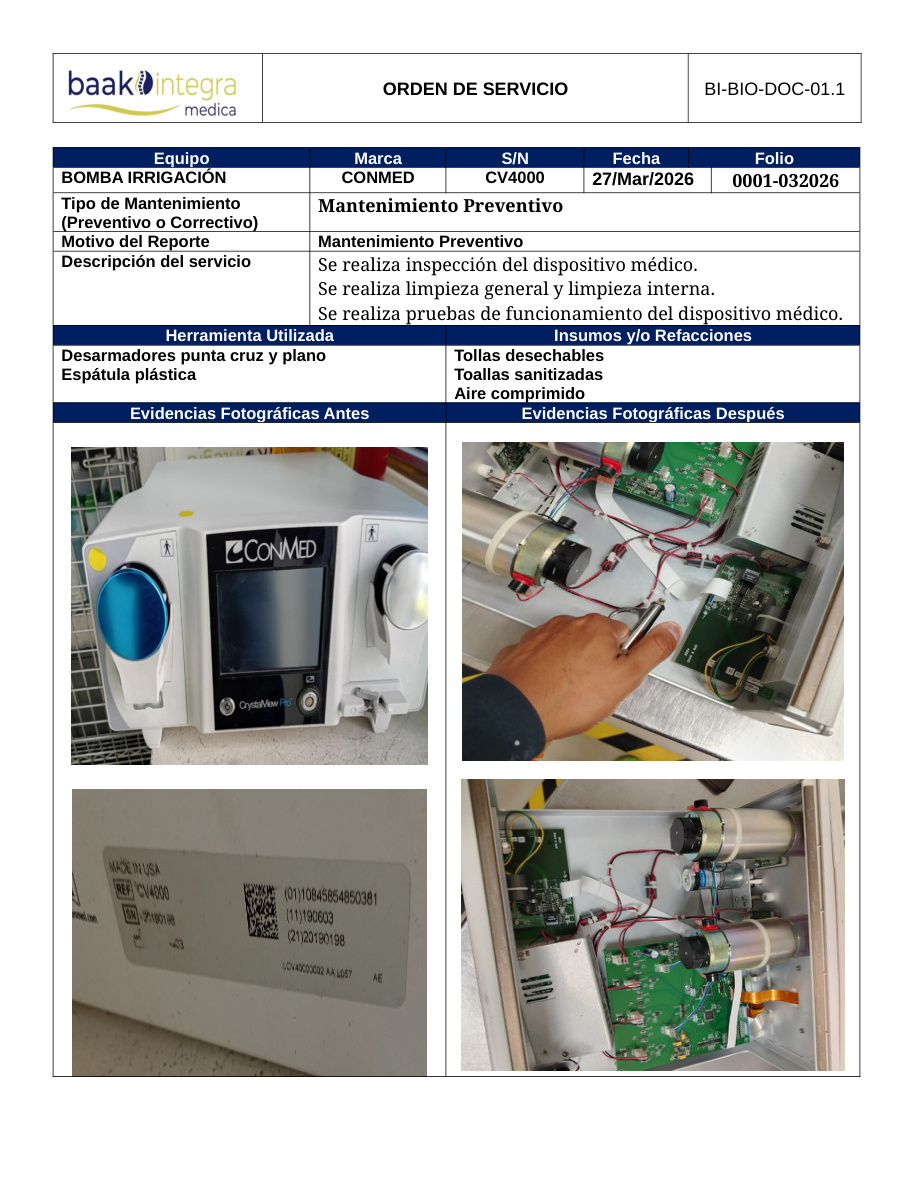 baak integra
medica
ORDEN DE SERVICIO
BI-BIO-DOC-01.1
Equipo Marca S/N Fecha Folio
BOMBA IRRIGACIÓN CONMED CV4000 27/Mar/2026 0001-032026
Tipo de Mantenimiento
(Preventivo o Correctivo)
Mantenimiento Preventivo
Motivo del Reporte Mantenimiento Preventivo
Descripción del servicio
Se realiza inspección del dispositivo médico.
Se realiza limpieza general y limpieza interna.
Se realiza pruebas de funcionamiento del dispositivo médico.
Herramienta Utilizada Insumos y/o Refacciones
Desarmadores punta cruz y plano
Espátula plástica
Tollas desechables
Toallas sanitizadas
Aire comprimido
Evidencias Fotográficas Antes Evidencias Fotográficas Después
CONMED
CrystalView Pro
MADE IN USA
REF CV4000
SN 20190198
(01)10845854850381
(11)190603
(21)20190198
AE